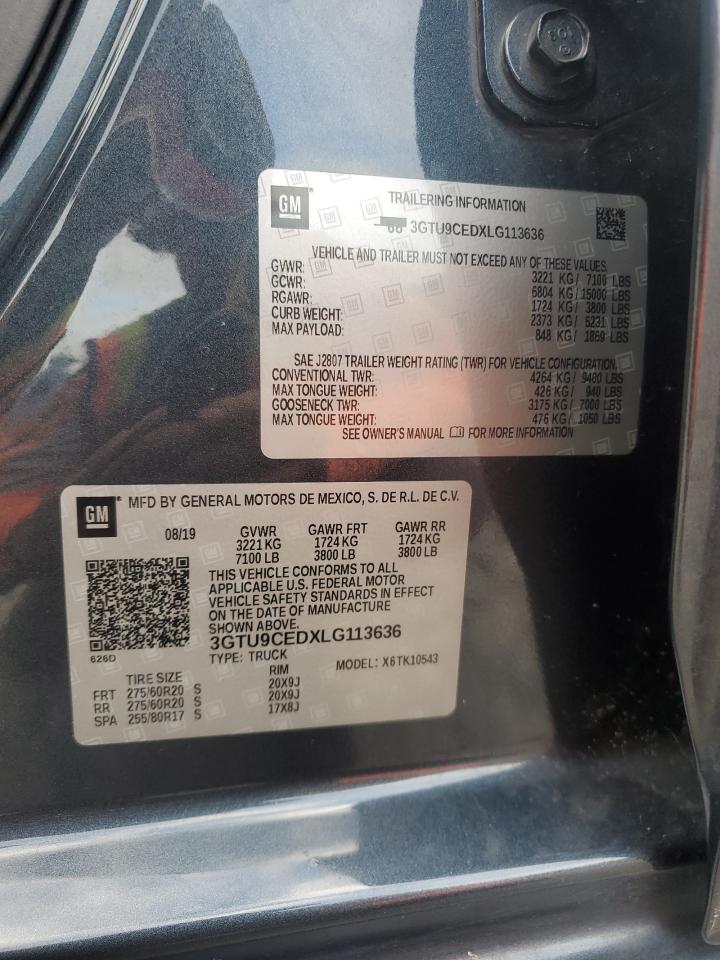 GM
TRAILERING INFORMATION
3GTU9CEDXLG113636
VEHICLE AND TRAILER MUST NOT EXCEED ANY OF THESE VALUES
GVWR: 3221 KG / 7100 LBS
GCWR: 6804 KG / 15000 LBS
RGAWR: 1724 KG / 3800 LBS
CURB WEIGHT: 2373 KG / 5231 LBS
MAX PAYLOAD: 848 KG / 1869 LBS
SAE J2807 TRAILER WEIGHT RATING (TWR) FOR VEHICLE CONFIGURATION.
CONVENTIONAL TWR: 4264 KG / 9400 LBS
MAX TONGUE WEIGHT: 426 KG / 940 LBS
GOOSENECK TWR: 3175 KG / 7000 LBS
MAX TONGUE WEIGHT: 476 KG / 1050 LBS
SEE OWNER'S MANUAL FOR MORE INFORMATION
GM
MFD BY GENERAL MOTORS DE MEXICO, S. DE R.L. DE C.V.
08/19 GVWR GAWR FRT GAWR RR
3221 KG 1724 KG 1724 KG
7100 LB 3800 LB 3800 LB
THIS VEHICLE CONFORMS TO ALL
APPLICABLE U.S. FEDERAL MOTOR
VEHICLE SAFETY STANDARDS IN EFFECT
ON THE DATE OF MANUFACTURE
SHOWN ABOVE.
3GTU9CEDXLG113636
626D
TYPE: TRUCK MODEL: X6TK10543
TIRE SIZE RIM
FRT 275/60R20 S 20X9J
RR 275/60R20 S 20X9J
SPA 255/80R17 S 17X8J